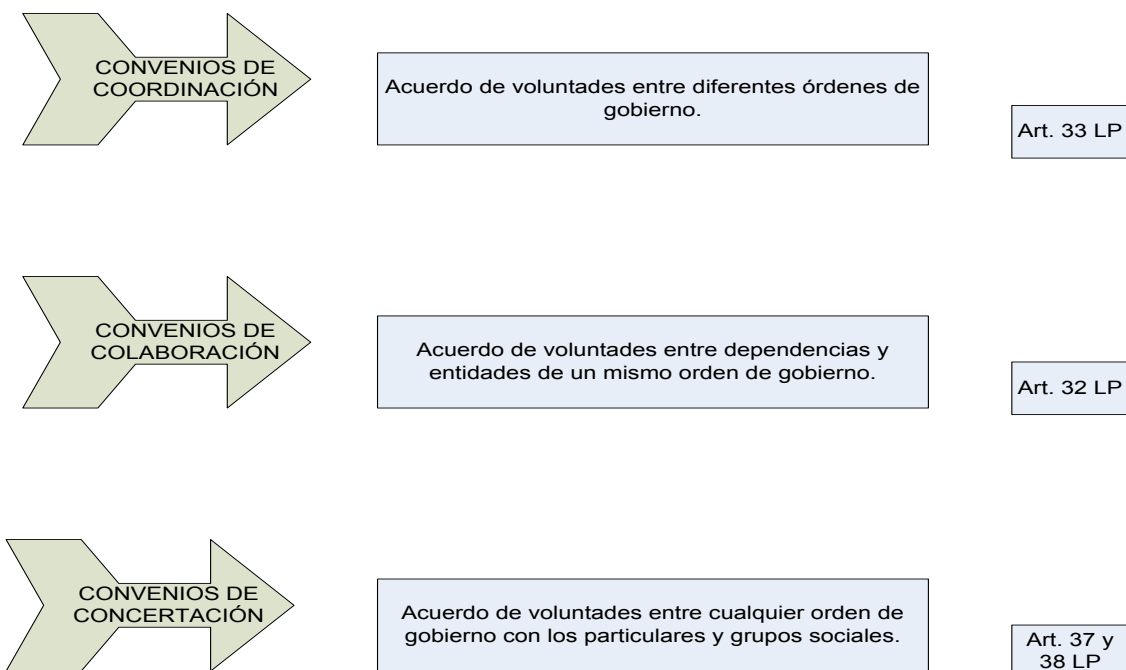 CONVENIOS DE
COORDINACIÓN
Acuerdo de voluntades entre diferentes órdenes de
gobierno.
Art. 33 LP
CONVENIOS DE
COLABORACIÓN
Acuerdo de voluntades entre dependencias y
entidades de un mismo orden de gobierno.
Art. 32 LP
CONVENIOS DE
CONCERTACIÓN
Acuerdo de voluntades entre cualquier orden de
gobierno con los particulares y grupos sociales.
Art. 37 y
38 LP